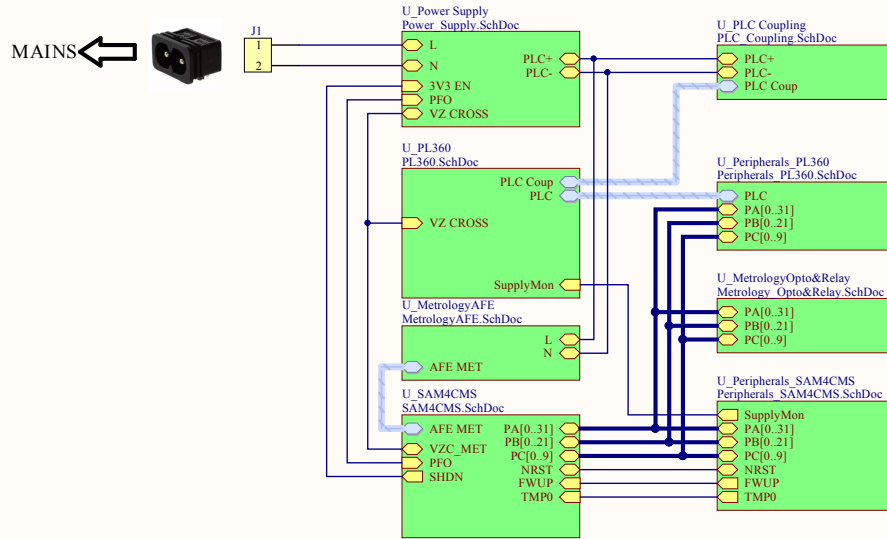 MAINS
J1
1
2
U_Power Supply
Power_Supply.SchDoc
L
N
3V3 EN
PFO
VZ CROSS
PLC+
PLC-
U_PLC Coupling
PLC_Coupling.SchDoc
PLC+
PLC-
PLC Coup
U_PL360
PL360.SchDoc
PLC Coup
PLC
VZ CROSS
SupplyMon
U_Peripherals_PL360
Peripherals_PL360.SchDoc
PLC
PA[0..31]
PB[0..21]
PC[0..9]
U_MetrologyOpto&Relay
Metrology_Opto&Relay.SchDoc
PA[0..31]
PB[0..21]
PC[0..9]
U_MetrologyAFE
MetrologyAFE.SchDoc
L
N
AFE MET
U_SAM4CMS
SAM4CMS.SchDoc
AFE MET
VZC_MET
PFO
SHDN
PA[0..31]
PB[0..21]
PC[0..9]
NRST
FWUP
TMP0
U_Peripherals_SAM4CMS
Peripherals_SAM4CMS.SchDoc
SupplyMon
PA[0..31]
PB[0..21]
PC[0..9]
NRST
FWUP
TMP0